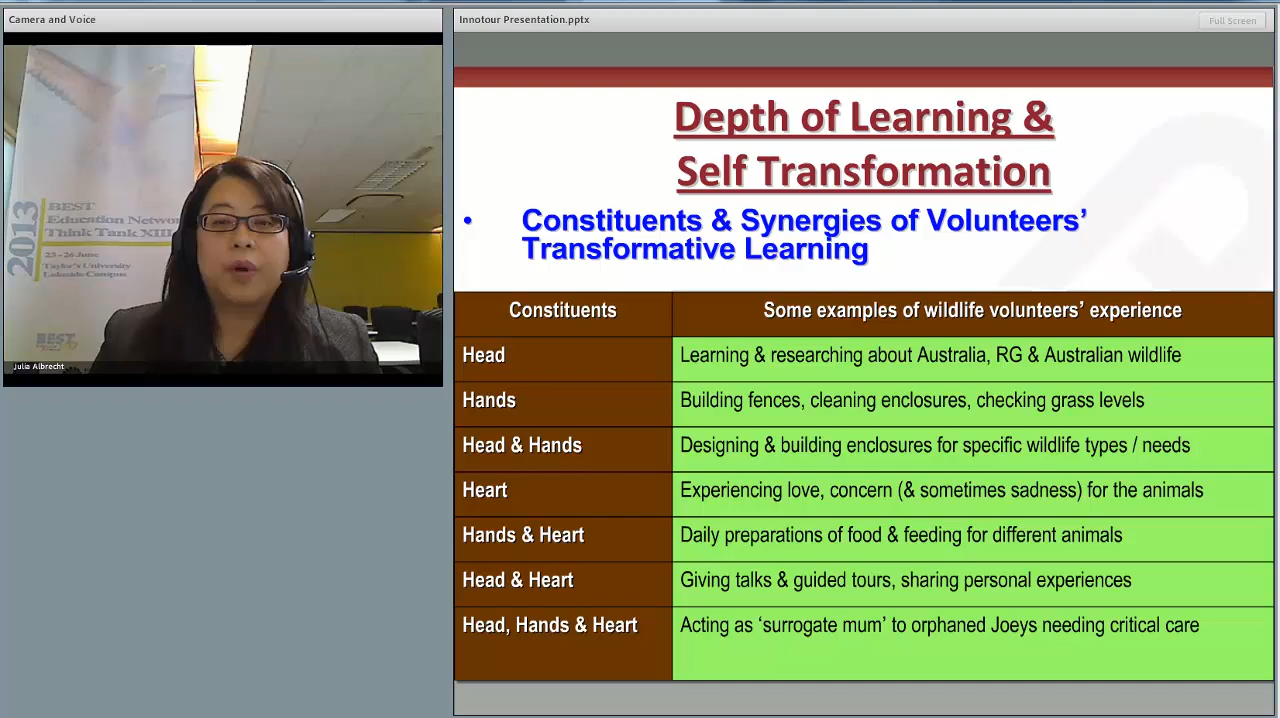 Camera and Voice
2013
BEST
Education Network
Think Tank XIII
23 - 26 June
Taylor's University
Lakeside Campus
BEST
Julia Albrecht
Innotour Presentation.pptx
Full Screen
Depth of Learning &
Self Transformation
• Constituents & Synergies of Volunteers’
Transformative Learning
Constituents Some examples of wildlife volunteers’ experience
Head Learning & researching about Australia, RG & Australian wildlife
Hands Building fences, cleaning enclosures, checking grass levels
Head & Hands Designing & building enclosures for specific wildlife types / needs
Heart Experiencing love, concern (& sometimes sadness) for the animals
Hands & Heart Daily preparations of food & feeding for different animals
Head & Heart Giving talks & guided tours, sharing personal experiences
Head, Hands & Heart Acting as ‘surrogate mum’ to orphaned Joeys needing critical care